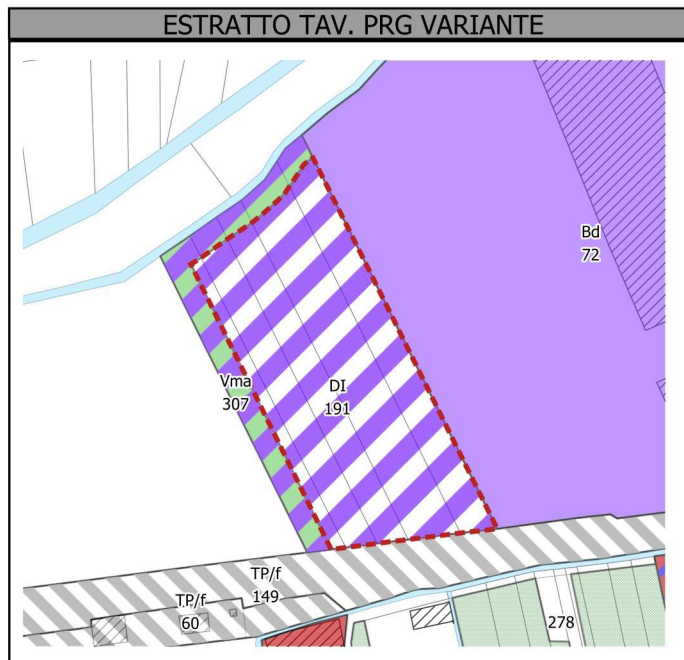 ESTRATTO TAV. PRG VARIANTE
Bd
72
Vma
307
DI
191
TP/f
149
TP/f
60
278